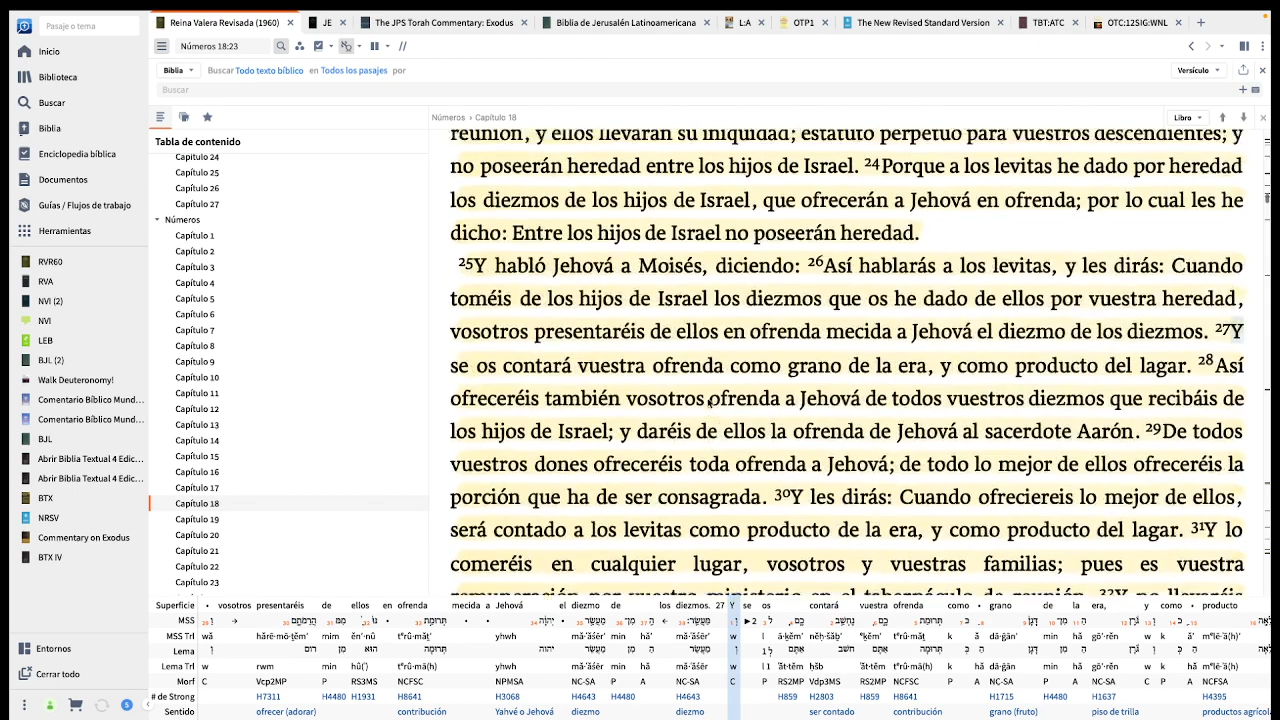 Pasaje o tema
Inicio
Biblioteca
Buscar
Biblia
Enciclopedia bíblica
Documentos
Guías / Flujos de trabajo
Herramientas
RVR60
RVA
NVI (2)
NVI
LEB
BJL (2)
Walk Deuteronomy!
Comentario Bíblico Mund...
Comentario Bíblico Mund...
BJL
Abrir Biblia Textual 4 Edic...
Abrir Biblia Textual 4 Edic...
BTX
NRSV
Commentary on Exodus
BTX IV
Entornos
Cerrar todo
Reina Valera Revisada (1960) JE The JPS Torah Commentary: Exodus Biblia de Jerusalén Latinoamericana L:A OTP1 The New Revised Standard Version TBT:ATC OTC:12SIG:WNL
Números 18:23
Biblia Buscar Todo texto bíblico en Todos los pasajes por Versículo
Buscar
Números › Capítulo 18 Libro
Tabla de contenido
Capítulo 24
Capítulo 25
Capítulo 26
Capítulo 27
Números
Capítulo 1
Capítulo 2
Capítulo 3
Capítulo 4
Capítulo 5
Capítulo 6
Capítulo 7
Capítulo 8
Capítulo 9
Capítulo 10
Capítulo 11
Capítulo 12
Capítulo 13
Capítulo 14
Capítulo 15
Capítulo 16
Capítulo 17
Capítulo 18
Capítulo 19
Capítulo 20
Capítulo 21
Capítulo 22
Capítulo 23
reunión, y ellos llevarán su iniquidad; estatuto perpetuo para vuestros descendientes; y
no poseerán heredad entre los hijos de Israel. 24Porque a los levitas he dado por heredad
los diezmos de los hijos de Israel, que ofrecerán a Jehová en ofrenda; por lo cual les he
dicho: Entre los hijos de Israel no poseerán heredad.
25Y habló Jehová a Moisés, diciendo: 26Así hablarás a los levitas, y les dirás: Cuando
toméis de los hijos de Israel los diezmos que os he dado de ellos por vuestra heredad,
vosotros presentaréis de ellos en ofrenda mecida a Jehová el diezmo de los diezmos. 27Y
se os contará vuestra ofrenda como grano de la era, y como producto del lagar. 28Así
ofreceréis también vosotros ofrenda a Jehová de todos vuestros diezmos que recibáis de
los hijos de Israel; y daréis de ellos la ofrenda de Jehová al sacerdote Aarón. 29De todos
vuestros dones ofreceréis toda ofrenda a Jehová; de todo lo mejor de ellos ofreceréis la
porción que ha de ser consagrada. 30Y les dirás: Cuando ofreciereis lo mejor de ellos,
será contado a los levitas como producto de la era, y como producto del lagar. 31Y lo
comeréis en cualquier lugar, vosotros y vuestras familias; pues es vuestra
remuneración por vuestro ministerio en el tabernáculo de reunión. 32Y no llevaréis
Superficie • vosotros presentaréis de ellos en ofrenda mecida a Jehová el diezmo de los diezmos. 27 Y se os contará vuestra ofrenda como grano de la era, y como producto
MSS
MSS Trl
Lema
Lema Trl w rwm min yhwh
Morf C Vcp2MP P RS3MP NCFSC NPMSA NC-SA P A NC-SA C P RS2MP Vdp3MS RS2MP NCFSC P A NC-SA P A NC-SA C P A NCFSA
# de Strong H7311 H4480 H1931 H8641 H3068 H4643 H4480 H4643 H859 H2803 H859 H8641 H1715 H4480 H1637 H4395
Sentido ofrecer (adorar) contribución Yahvé o Jehová diezmo diezmo ser contado contribución grano (fruto) piso de trilla productos agrícol